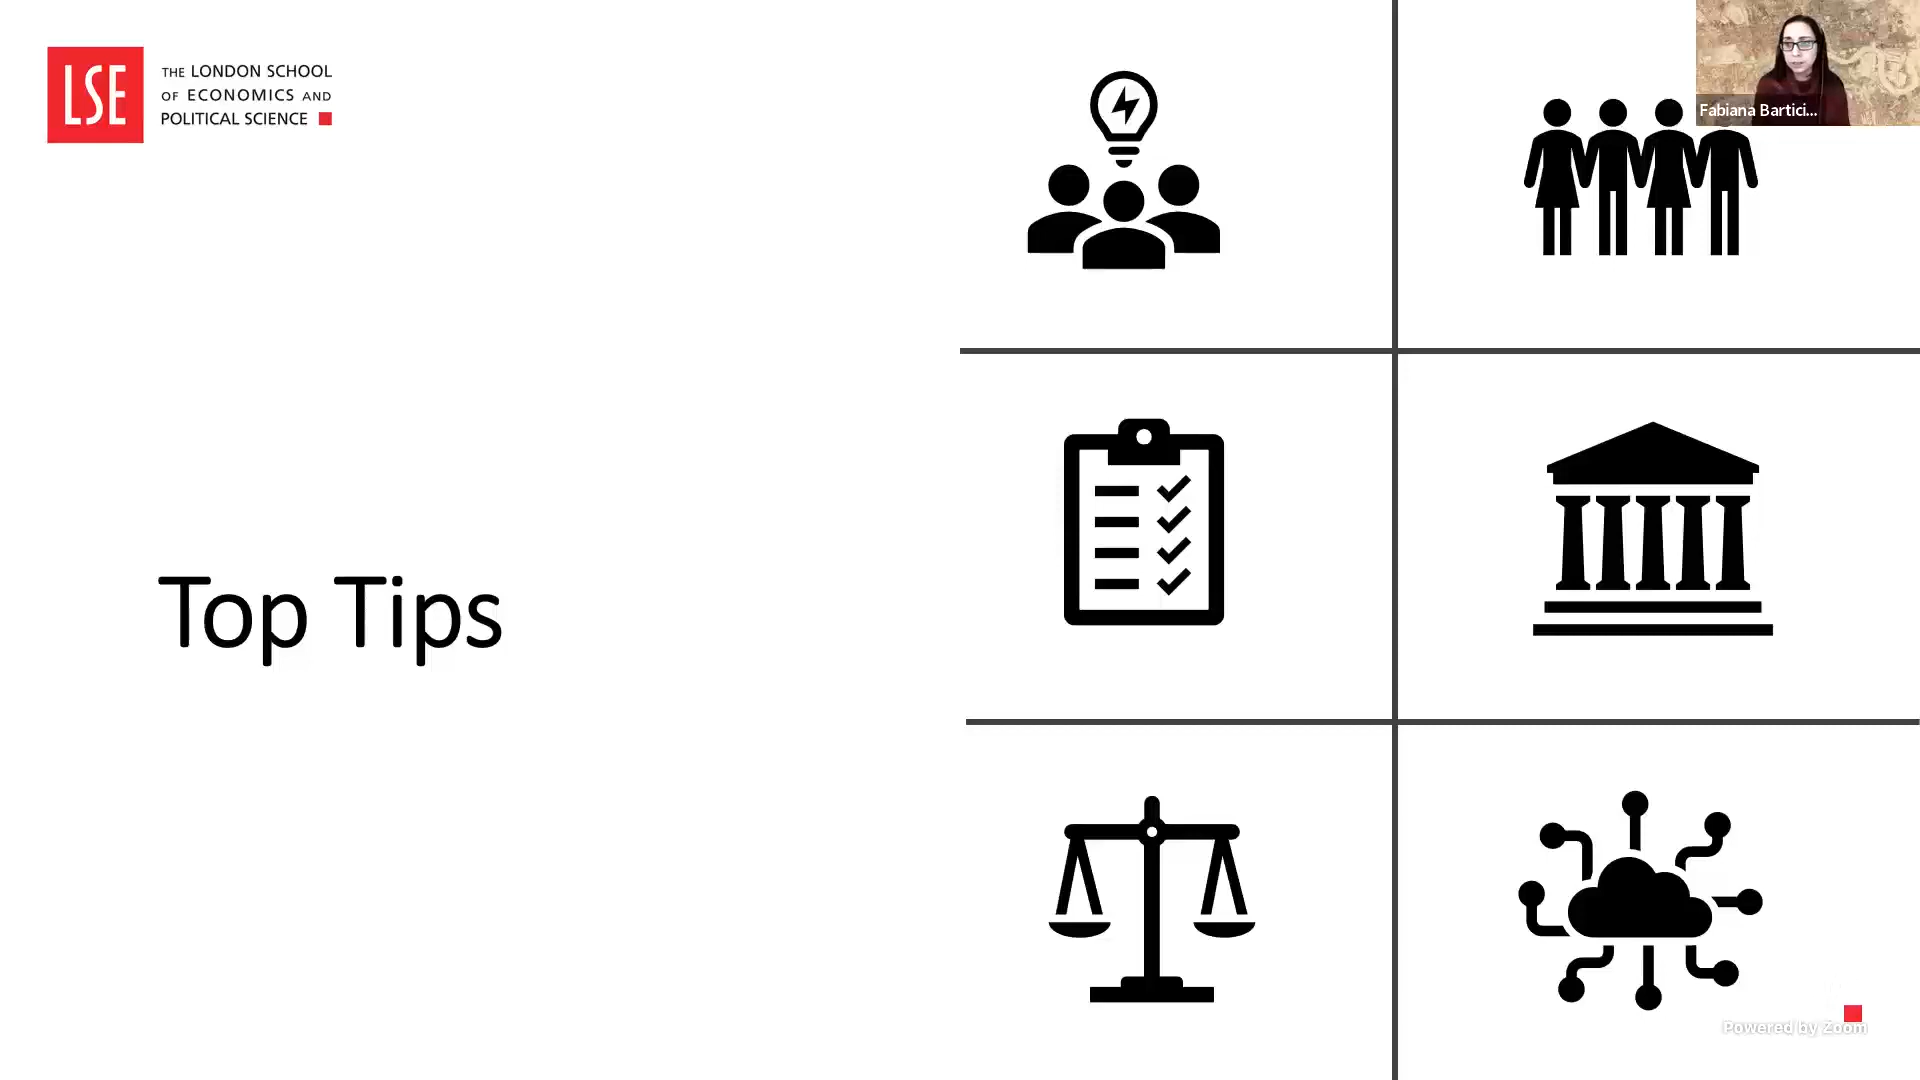 LSE
THE LONDON SCHOOL
OF ECONOMICS AND
POLITICAL SCIENCE
Fabiana Bartici...
Top Tips
Powered by Zoom